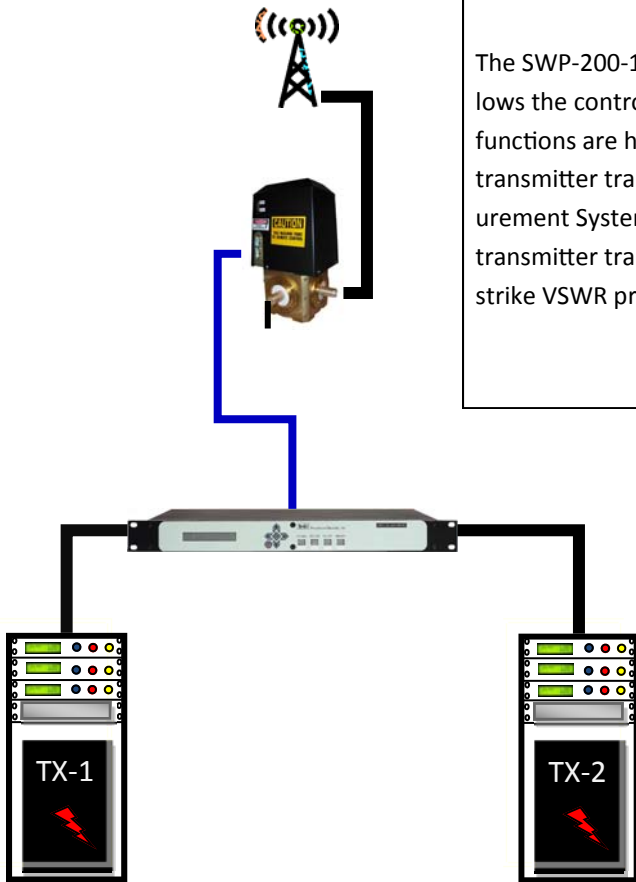 The SWP-200-1
lows the contro
functions are h
transmitter tra
urement System
transmitter tra
strike VSWR pr
CAUTION
TX-1
TX-2